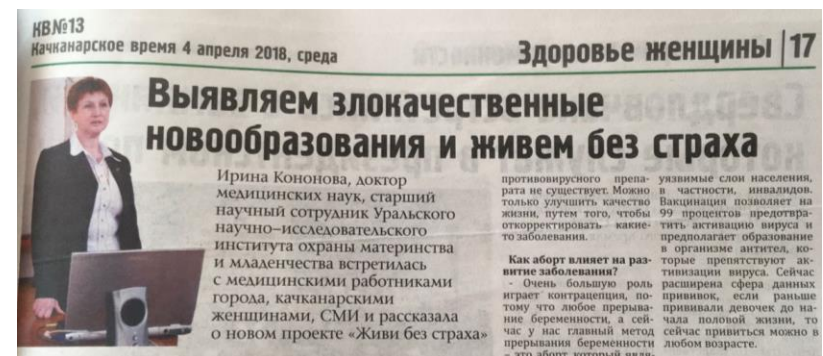 КВ№13
Качканарское время 4 апреля 2018, среда
Здоровье женщины | 17
Выявляем злокачественные
новообразования и живем без страха
Ирина Кононова, доктор
медицинских наук, старший
научный сотрудник Уральского
научно–исследовательского
института охраны материнства
и младенчества встретилась
с медицинскими работниками
города, качканарскими
женщинами, СМИ и рассказала
о новом проекте «Живи без страха»
противовирусного препа-
рата не существует. Можно
только улучшить качество
жизни, путем того, чтобы
откорректировать какие-
то заболевания.
Как аборт влияет на раз-
витие заболевания?
- Очень большую роль
играет контрацепция, по-
тому что любое прерыва-
ние беременности, а сей-
час у нас главный метод
прерывания беременности
- это аборт, который
уязвимые слои населения,
в частности, инвалидов.
Вакцинация позволяет на
99 процентов предотвра-
тить активацию вируса и
предполагает образование
в организме антител, ко-
торые препятствуют ак-
тивизации вируса. Сейчас
расширена сфера данных
прививок, если раньше
прививали девочек до на-
чала половой жизни, то
сейчас привиться можно в
любом возрасте.